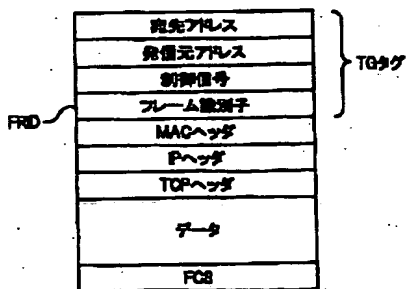 宛先アドレス
発信元アドレス
制御信号
フレーム識別子
MACヘッダ
IPヘッダ
TCPヘッダ
データ
FCS
TGタグ
FRID